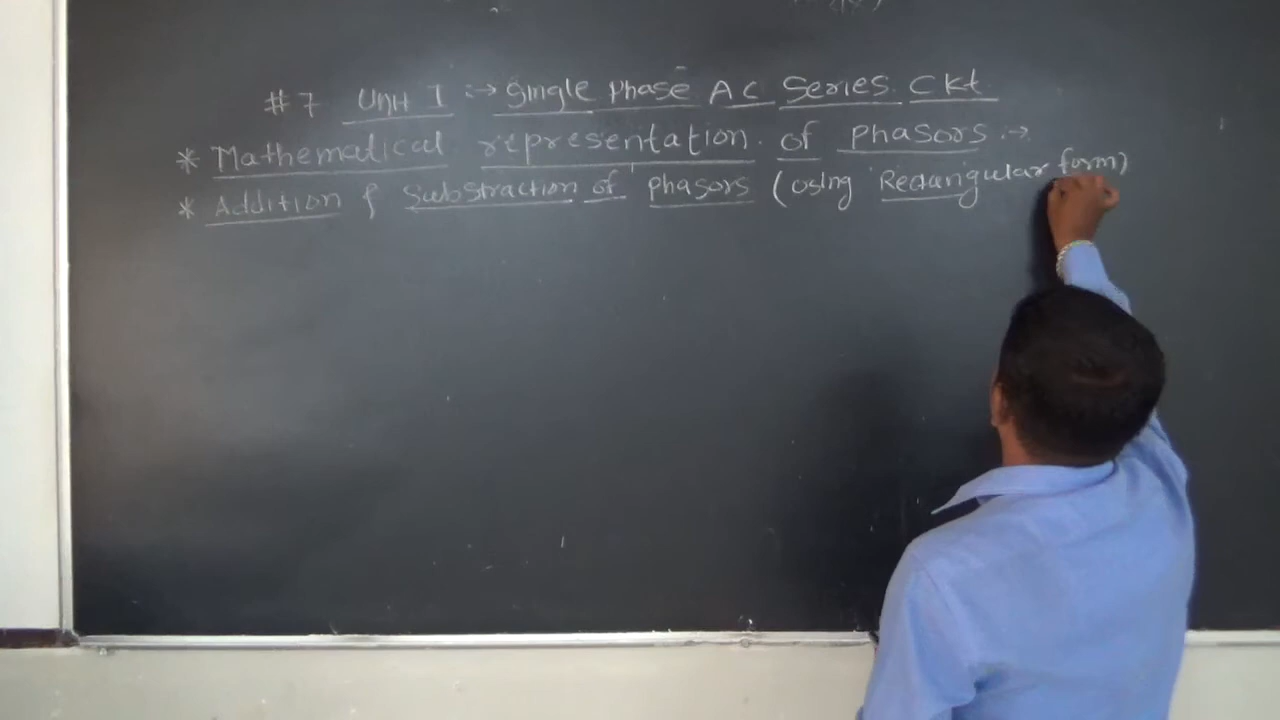 #7 Unit I :→ Single Phase AC Series Ckt
* Mathematical representation of Phasors :→
* Addition & Substraction of Phasors (Using Rectangular form)